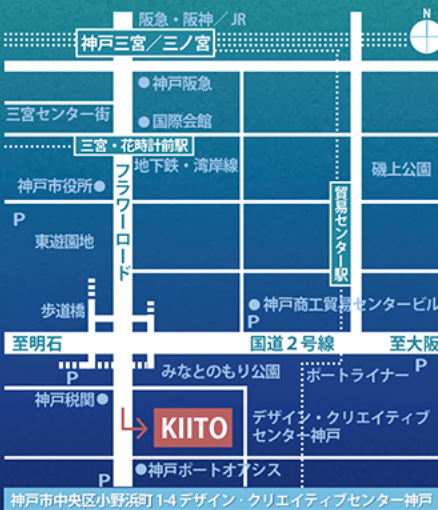 阪急・阪神／JR
N
神戸三宮／三ノ宮
神戸阪急
三宮センター街
国際会館
三宮・花時計前駅
地下鉄・湾岸線
磯上公園
神戸市役所
フラワーロード
貿易センター駅
P
東遊園地
歩道橋
神戸商工貿易センタービル
P
至明石
国道2号線
至大阪
P
みなとのもり公園
ポートライナー
P
神戸税関
KIITO
デザイン・クリエイティブ
センター神戸
神戸ポートオアシス
P
神戸市中央区小野浜町1-4 デザイン・クリエイティブセンター神戸